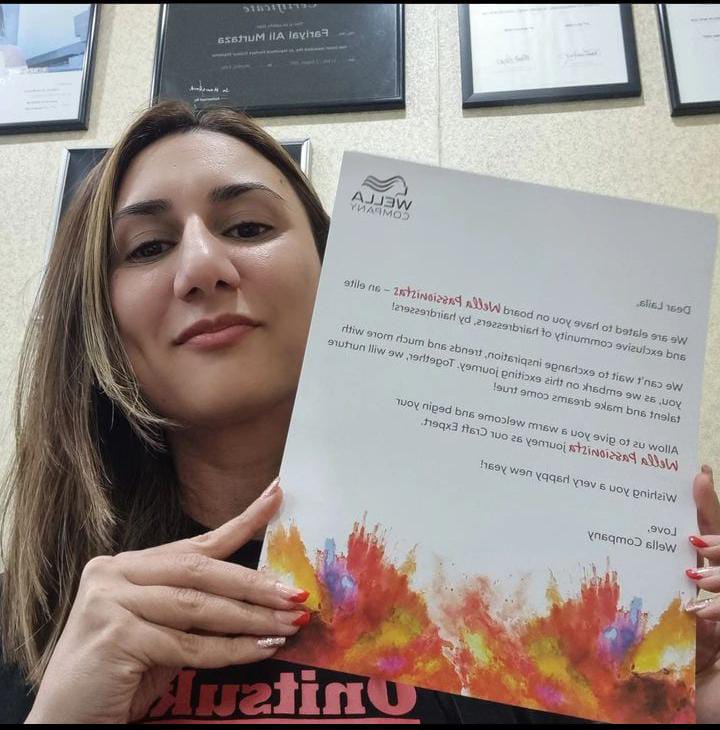 Certificate
Fariyal Ali Murtaza
WELLA
COMPANY
Dear Laila,
We are elated to have you on board Wella Passionistas – an elite
and exclusive community of hairdressers, by hairdressers!
We can't wait to exchange inspiration, trends and much more with
you, as we embark on this exciting journey. Together, we will nurture
talent and make dreams come true!
Allow us to give you a warm welcome and begin your
Wella Passionista journey as our Craft Expert.
Wishing you a very happy new year!
Love,
Wella Company
Onitsuk